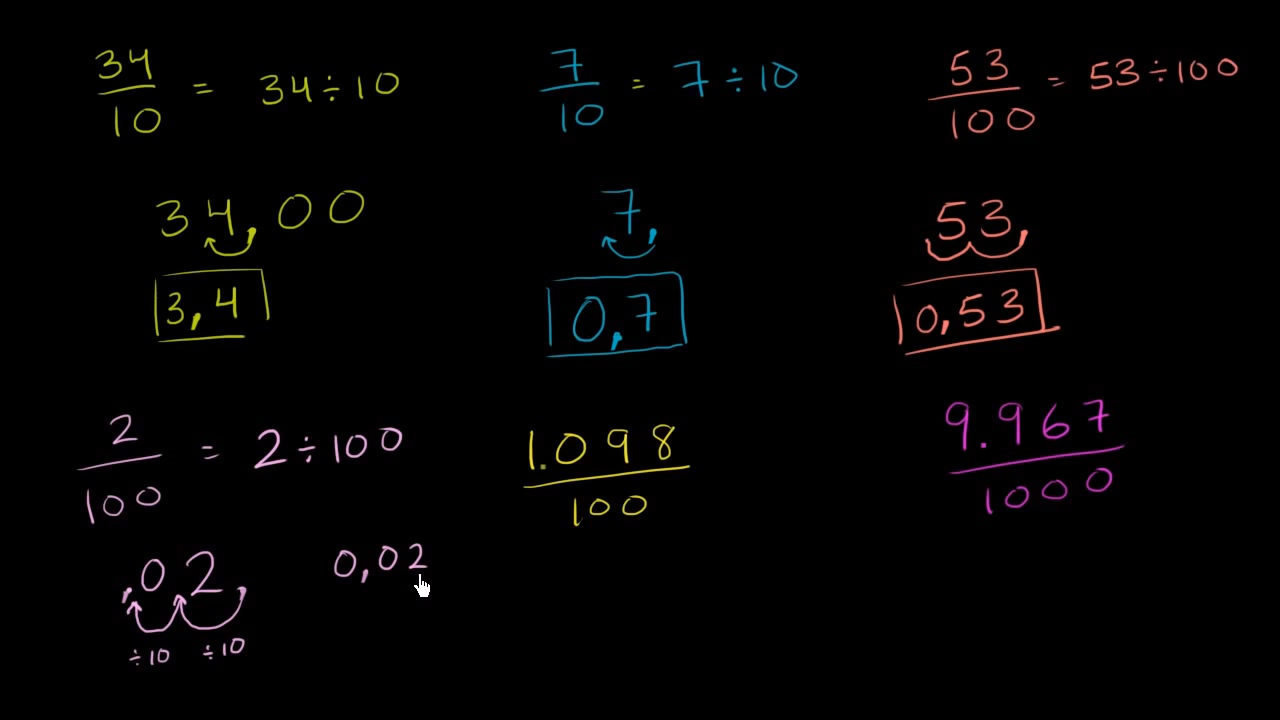 34/10 = 34÷10
34,00
3,4
7/10 = 7÷10
7,
0,7
53/100 = 53÷100
53,
0,53
2/100 = 2÷100
,02,
÷10 ÷10
0,02
1.098/100
9.967/1000